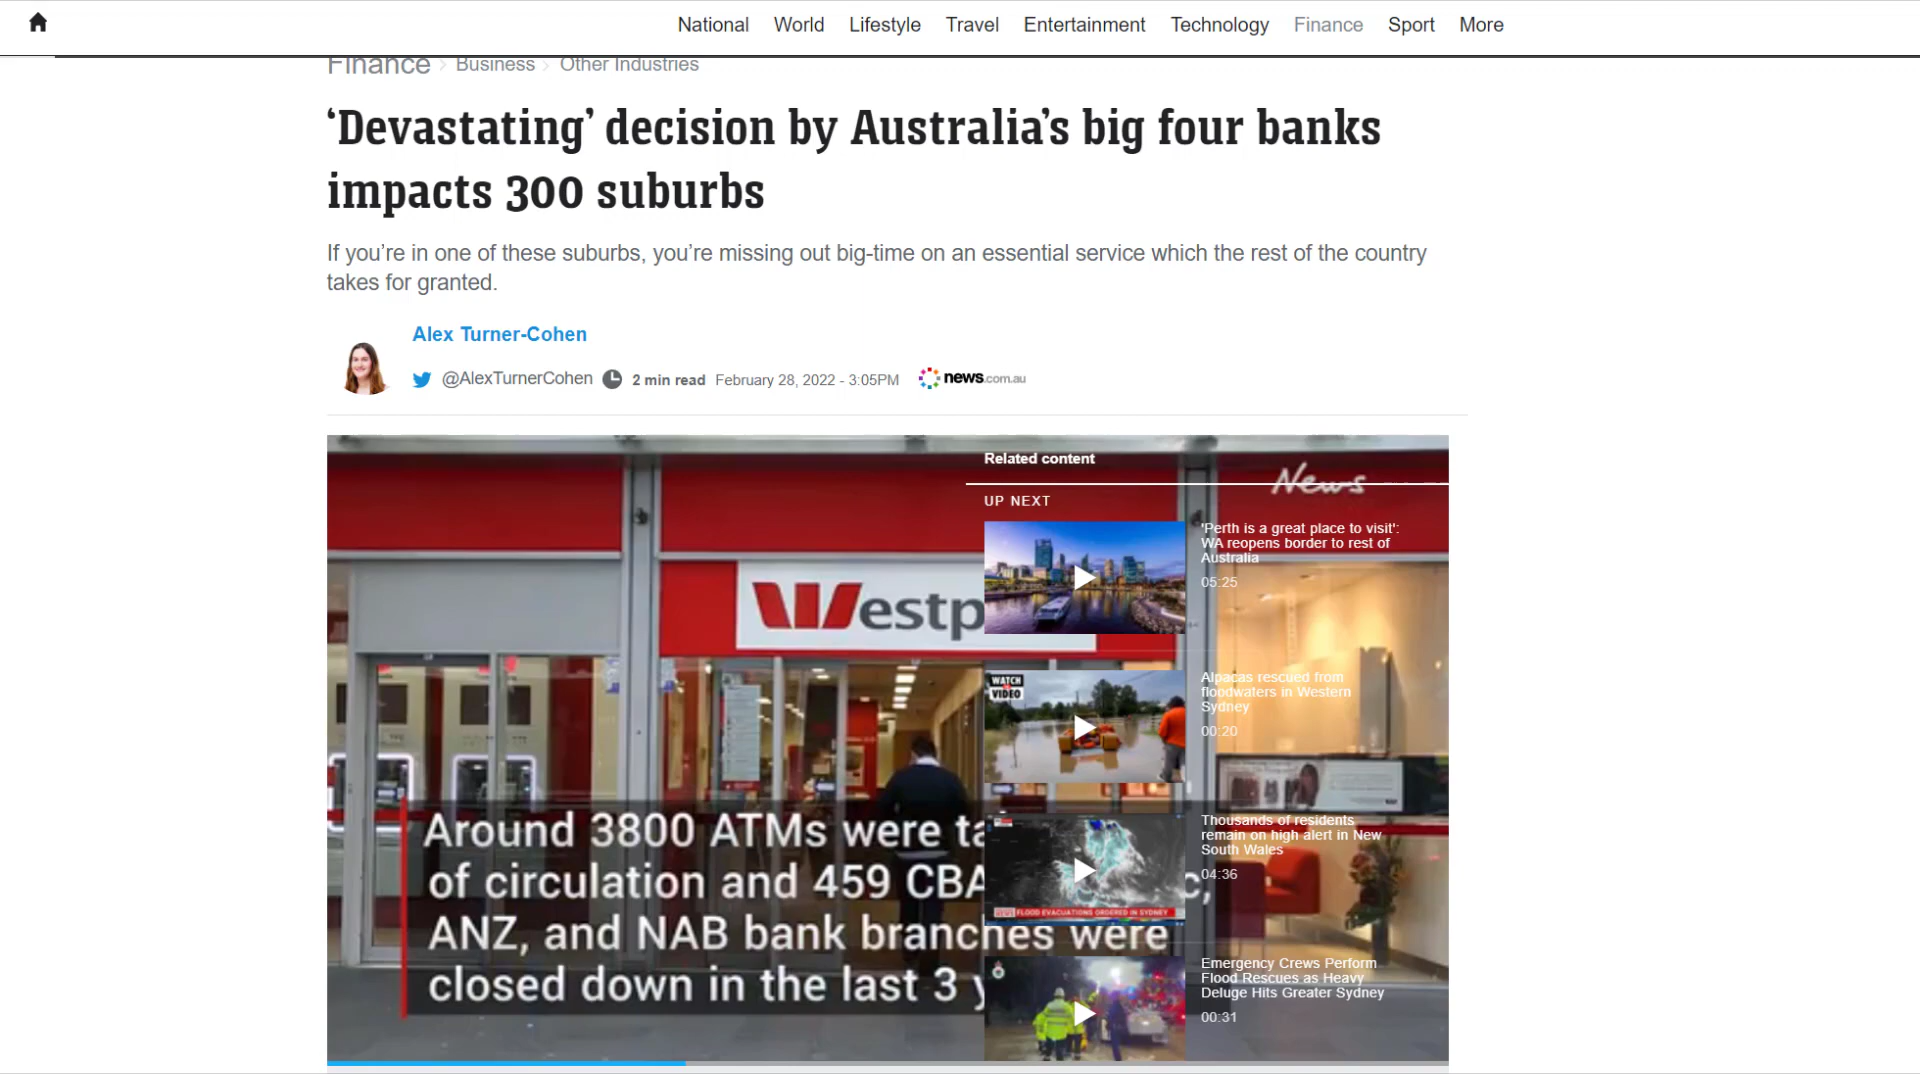 National World Lifestyle Travel Entertainment Technology Finance Sport More
Finance Business Other Industries
‘Devastating’ decision by Australia’s big four banks
impacts 300 suburbs
If you’re in one of these suburbs, you’re missing out big-time on an essential service which the rest of the country
takes for granted.
Alex Turner-Cohen
@AlexTurnerCohen 2 min read February 28, 2022 - 3:05PM news.com.au
Related content
News
UP NEXT
'Perth is a great place to visit':
WA reopens border to rest of
Australia
05:25
Westp
WATCH
VIDEO
Alpacas rescued from
floodwaters in Western
Sydney
00:20
Thousands of residents
remain on high alert in New
South Wales
04:36
FLOOD EVACUATIONS ORDERED IN SYDNEY
Emergency Crews Perform
Flood Rescues as Heavy
Deluge Hits Greater Sydney
00:31
Around 3800 ATMs were ta
of circulation and 459 CBA c,
ANZ, and NAB bank branches were
closed down in the last 3 y